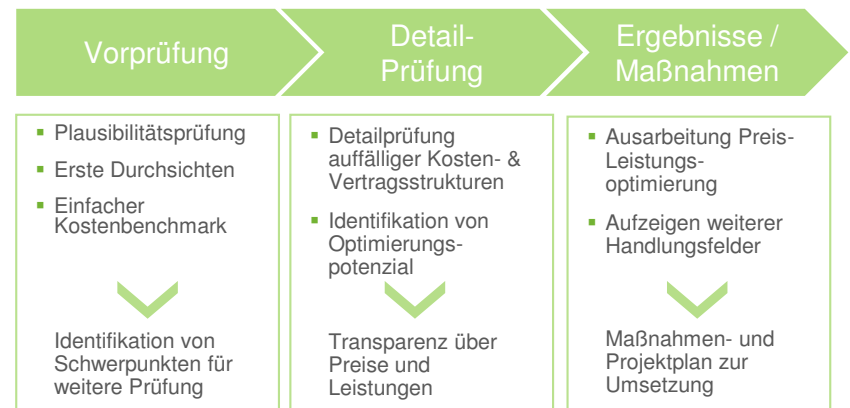 Vorprüfung
Detail-
Prüfung
Ergebnisse /
Maßnahmen
Plausibilitätsprüfung
Erste Durchsichten
Einfacher
Kostenbenchmark
Identifikation von
Schwerpunkten für
weitere Prüfung
Detailprüfung
auffälliger Kosten- &
Vertragsstrukturen
Identifikation von
Optimierungs-
potenzial
Transparenz über
Preise und
Leistungen
Ausarbeitung Preis-
Leistungs-
optimierung
Aufzeigen weiterer
Handlungsfelder
Maßnahmen- und
Projektplan zur
Umsetzung